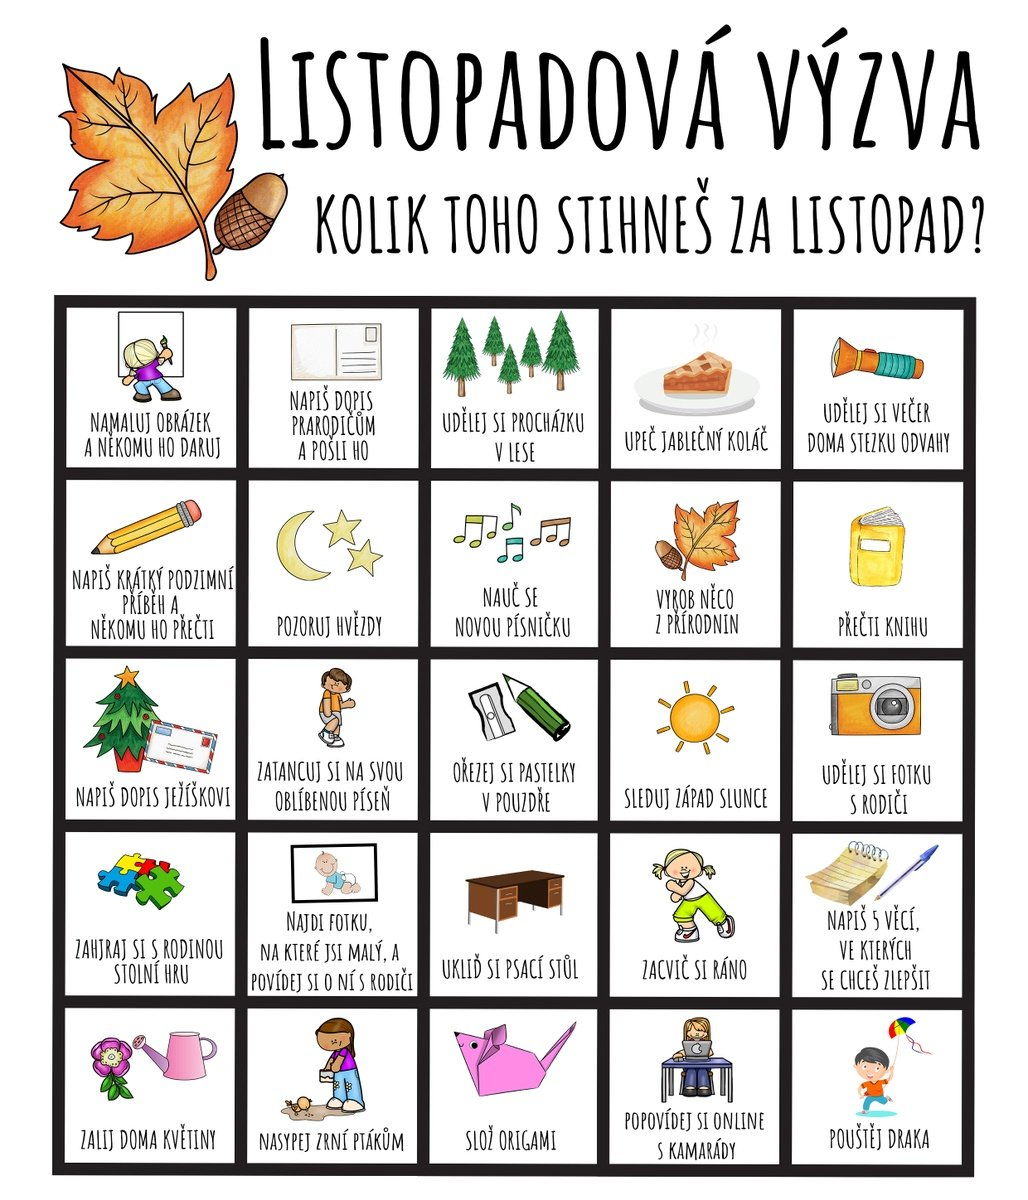 Listopadová výzva
KOLIK TOHO STIHNEŠ ZA LISTOPAD?
NAMALUJ OBRÁZEK
A NĚKOMU HO DARUJ
NAPIŠ DOPIS
PRARODIČŮM
A POŠLI HO
UDĚLEJ SI PROCHÁZKU
V LESE
UPEČ JABLEČNÝ KOLÁČ
UDĚLEJ SI VEČER
DOMA STEZKU ODVAHY
NAPIŠ KRÁTKÝ PODZIMNÍ
PŘÍBĚH A
NĚKOMU HO PŘEČTI
POZORUJ HVĚZDY
NAUČ SE
NOVOU PÍSNIČKU
VYROB NĚCO
Z PŘÍRODNIN
PŘEČTI KNIHU
NAPIŠ DOPIS JEŽÍŠKOVI
ZATANCUJ SI NA SVOU
OBLÍBENOU PÍSEŇ
OŘEZEJ SI PASTELKY
V POUZDŘE
SLEDUJ ZÁPAD SLUNCE
UDĚLEJ SI FOTKU
S RODIČI
ZAHJRAJ SI S RODINOU
STOLNÍ HRU
NAJDI FOTKU,
NA KTERÉ JSI MALÝ, A
POVÍDEJ SI O NÍ S RODIČI
UKLIĎ SI PSACÍ STŮL
ZACVIČ SI RÁNO
NAPIŠ 5 VĚCÍ,
VE KTERÝCH
SE CHCEŠ ZLEPŠIT
ZALIJ DOMA KVĚTINY
NASYPEJ ZRNÍ PTÁKŮM
SLOŽ ORIGAMI
POPOVÍDEJ SI ONLINE
S KAMARÁDY
POUŠTĚJ DRAKA